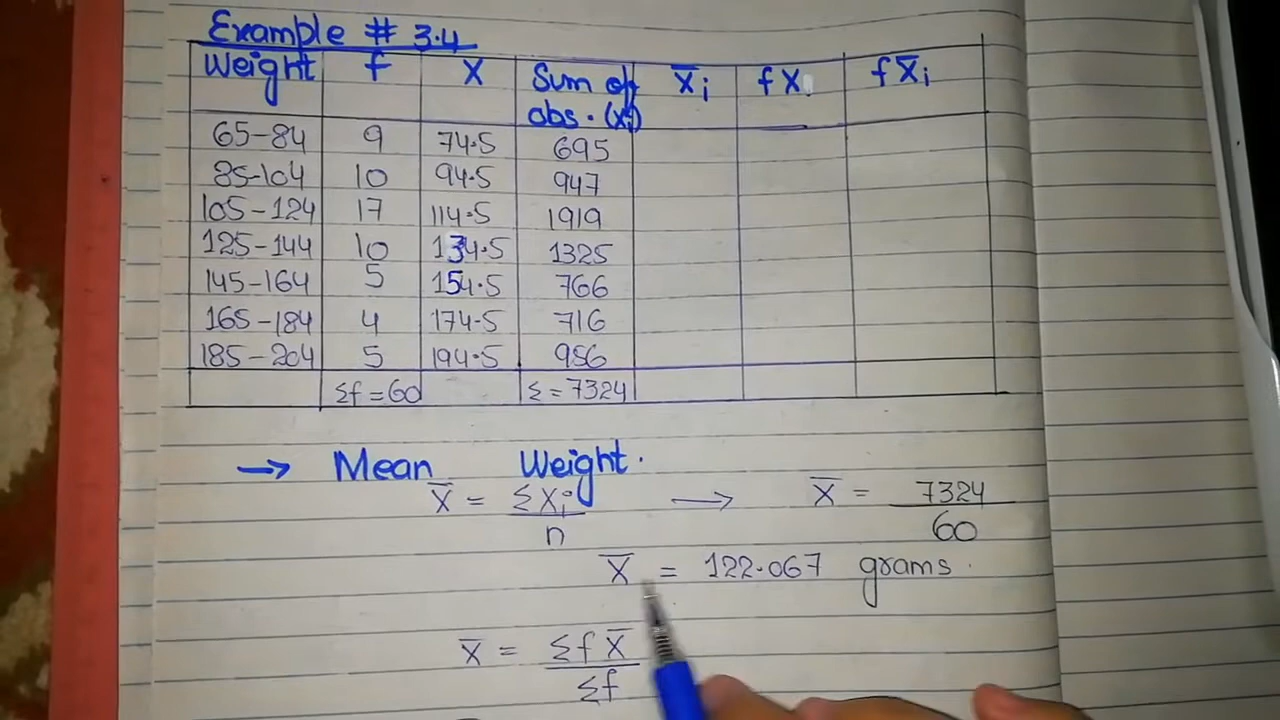 Example # 3.4
Weight f X Sum of obs. (xᵢ) X̄ᵢ fX fX̄ᵢ
65-84 9 74.5 695
85-104 10 94.5 947
105-124 17 114.5 1919
125-144 10 134.5 1325
145-164 5 154.5 766
165-184 4 174.5 716
185-204 5 194.5 956
Σf = 60 Σ = 7324
→ Mean Weight.
X̄ = ΣXᵢ / n → X̄ = 7324 / 60
X̄ = 122.067 grams.
X̄ = ΣfX̄ / Σf